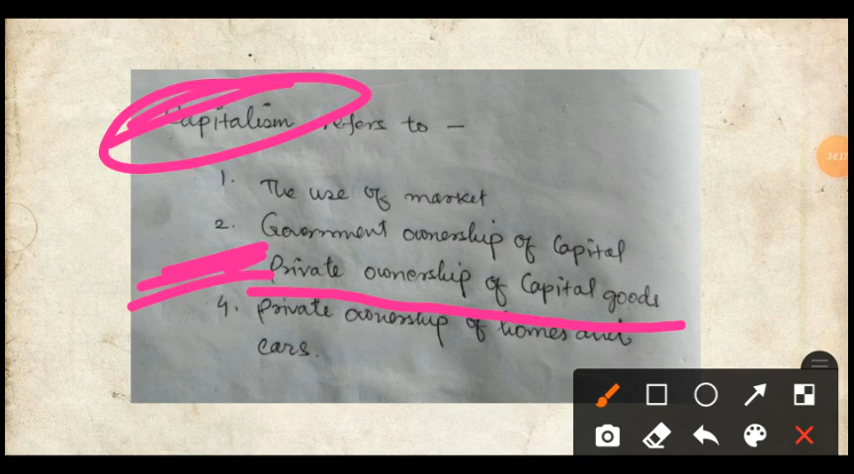 Capitalism refers to –
1. The use of market
2. Government ownership of Capital
Private ownership of Capital goods
4. private ownership of homes and
cars.